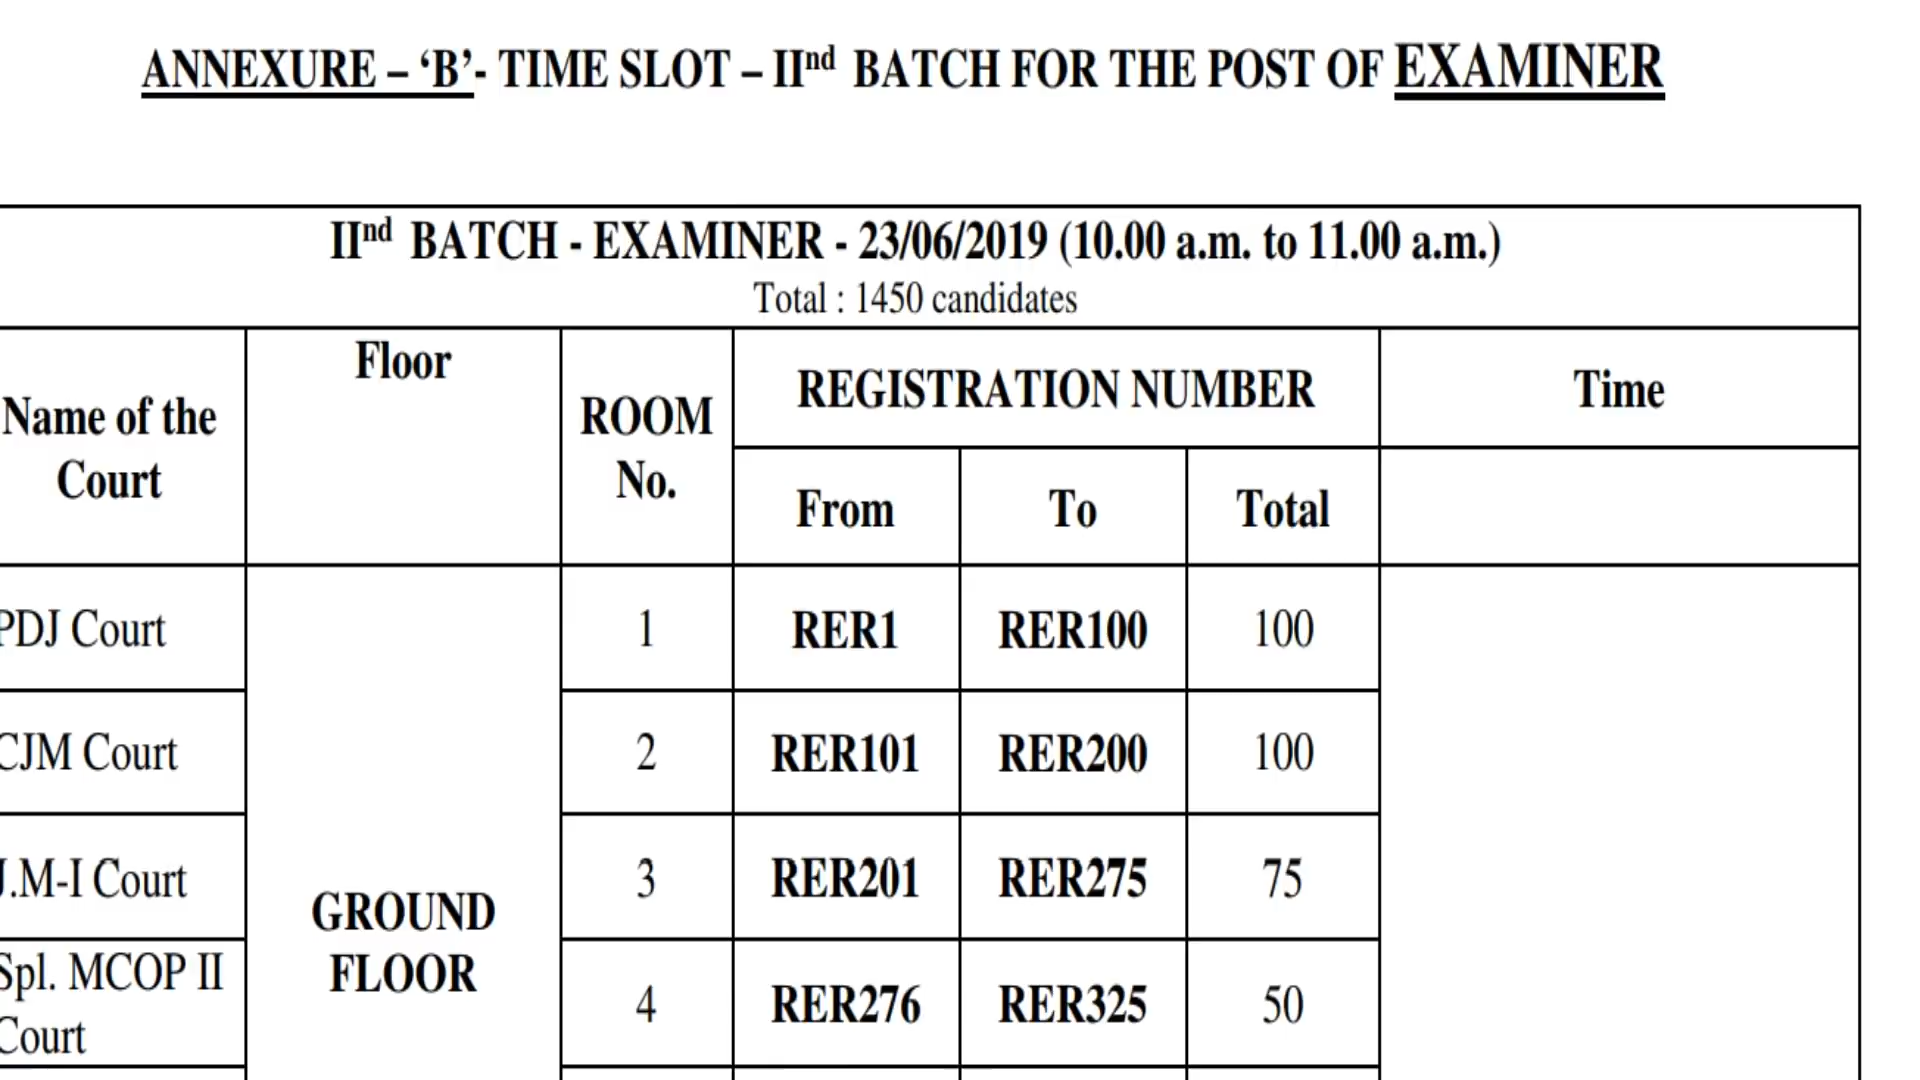 ANNEXURE – ‘B’- TIME SLOT – IInd BATCH FOR THE POST OF EXAMINER
IInd BATCH - EXAMINER - 23/06/2019 (10.00 a.m. to 11.00 a.m.)
Total : 1450 candidates
Name of the
Court
Floor
ROOM
No.
REGISTRATION NUMBER
Time
From
To
Total
PDJ Court
1
RER1
RER100
100
CJM Court
2
RER101
RER200
100
J.M-I Court
3
RER201
RER275
75
GROUND
FLOOR
Spl. MCOP II
Court
4
RER276
RER325
50